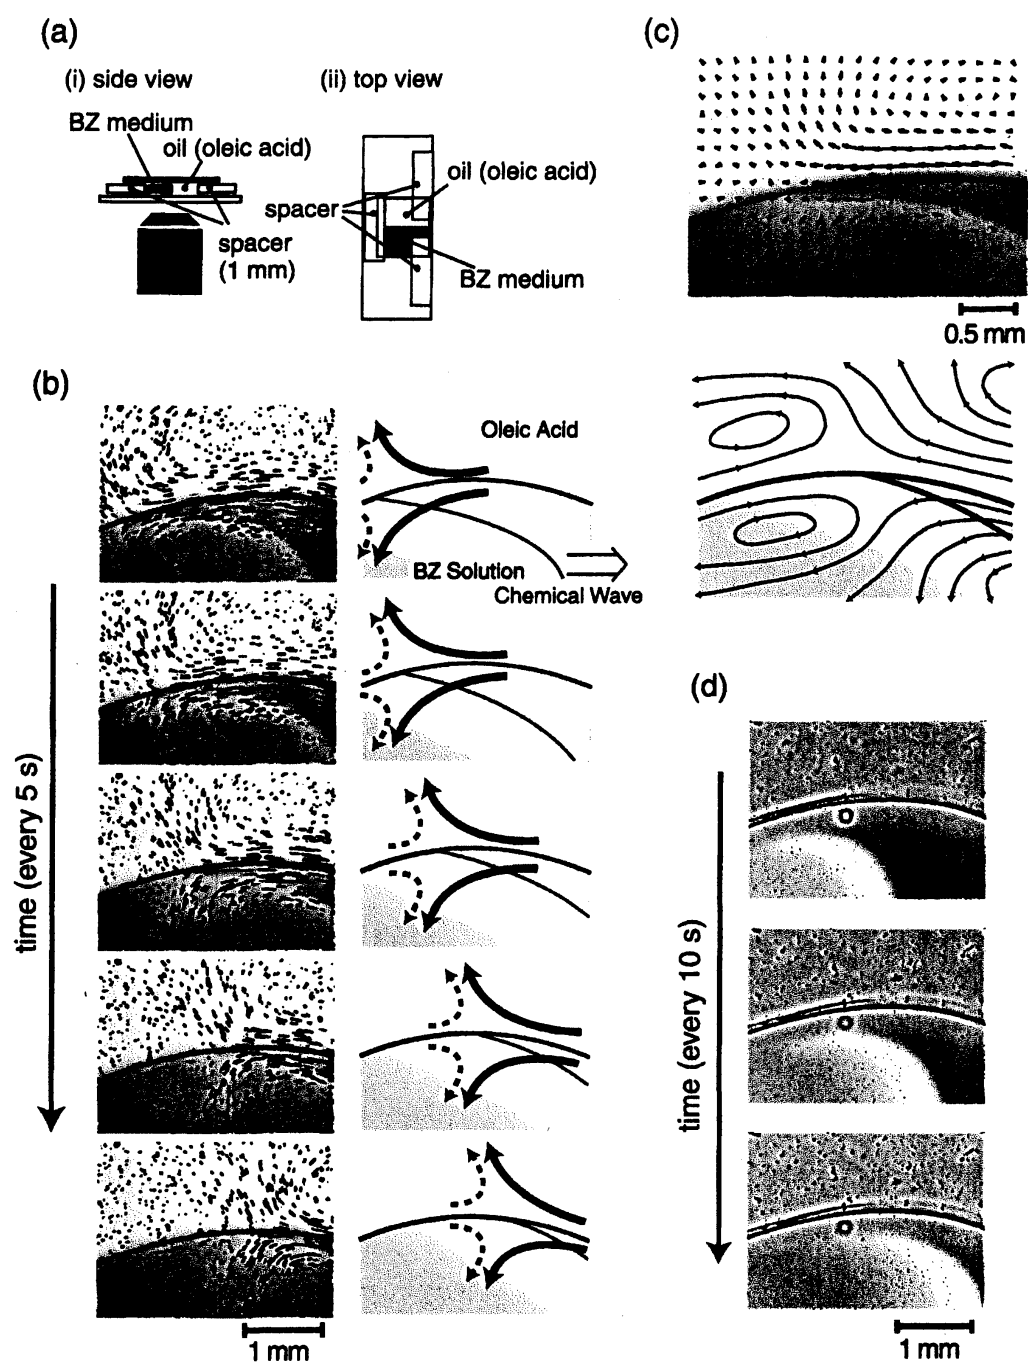 (a)
(i) side view
BZ medium
oil (oleic acid)
spacer
(1 mm)
(ii) top view
oil (oleic acid)
spacer
BZ medium
(b)
time (every 5 s)
Oleic Acid
BZ Solution
Chemical Wave
1 mm
(c)
0.5 mm
(d)
time (every 10 s)
1 mm